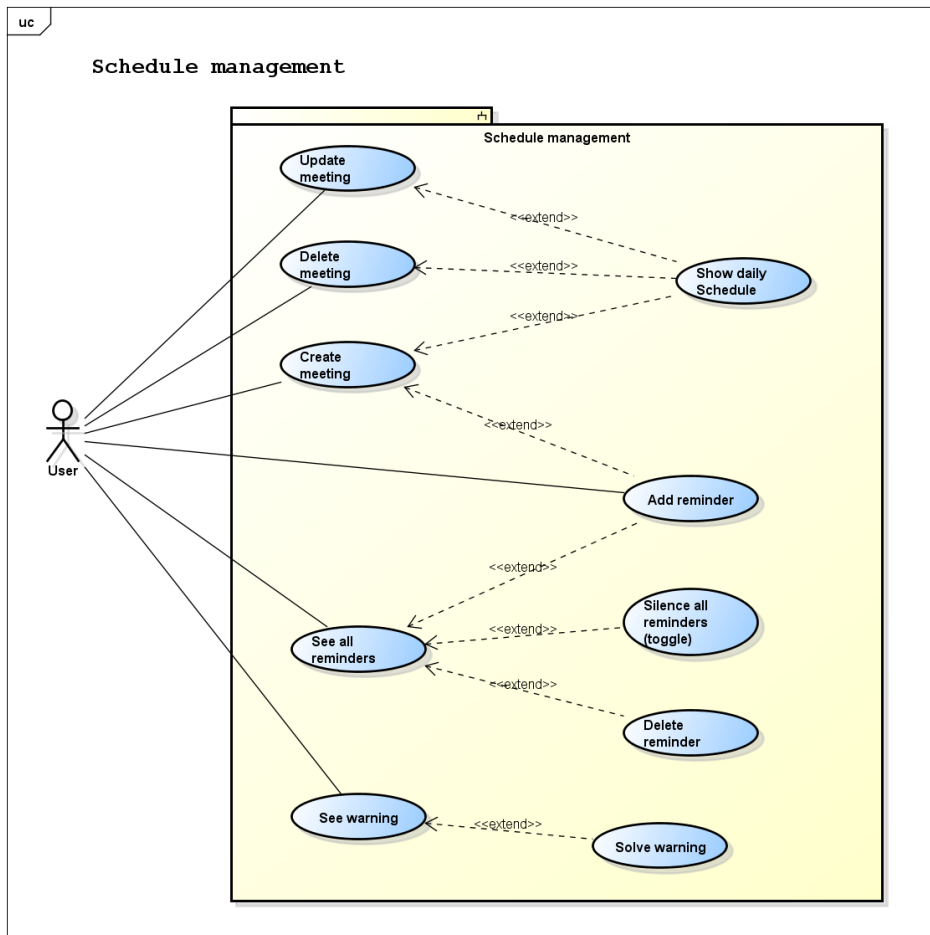 uc
Schedule management
Schedule management
Update
meeting
<<extend>>
Delete
meeting
<<extend>>
Show daily
Schedule
<<extend>>
Create
meeting
<<extend>>
User
Add reminder
<<extend>>
Silence all
reminders
(toggle)
<<extend>>
See all
reminders
<<extend>>
Delete
reminder
See warning
<<extend>>
Solve warning